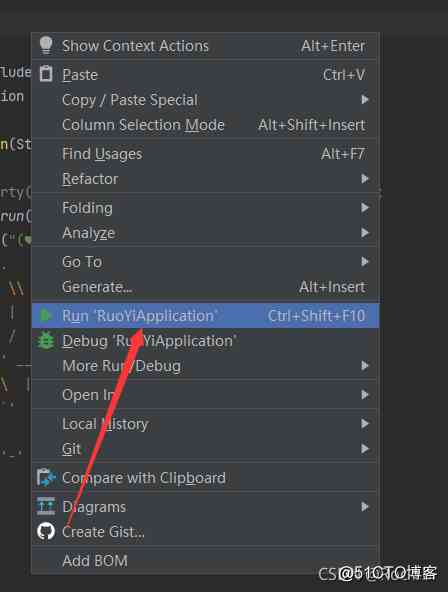 Show Context Actions Alt+Enter
lude
Paste Ctrl+V
ion
Copy / Paste Special
Column Selection Mode Alt+Shift+Insert
n(St
Find Usages Alt+F7
Refactor
rty(
Folding
run(
Analyze
("(
Go To
\\
Generate... Alt+Insert
|
Run 'RuoYiApplication' Ctrl+Shift+F10
/
Debug 'RuoYiApplication'
More Run/Debug
\ |
Open In
Local History
Git
'-'
Compare with Clipboard
Diagrams
Create Gist...
Add BOM
@51CTO博客